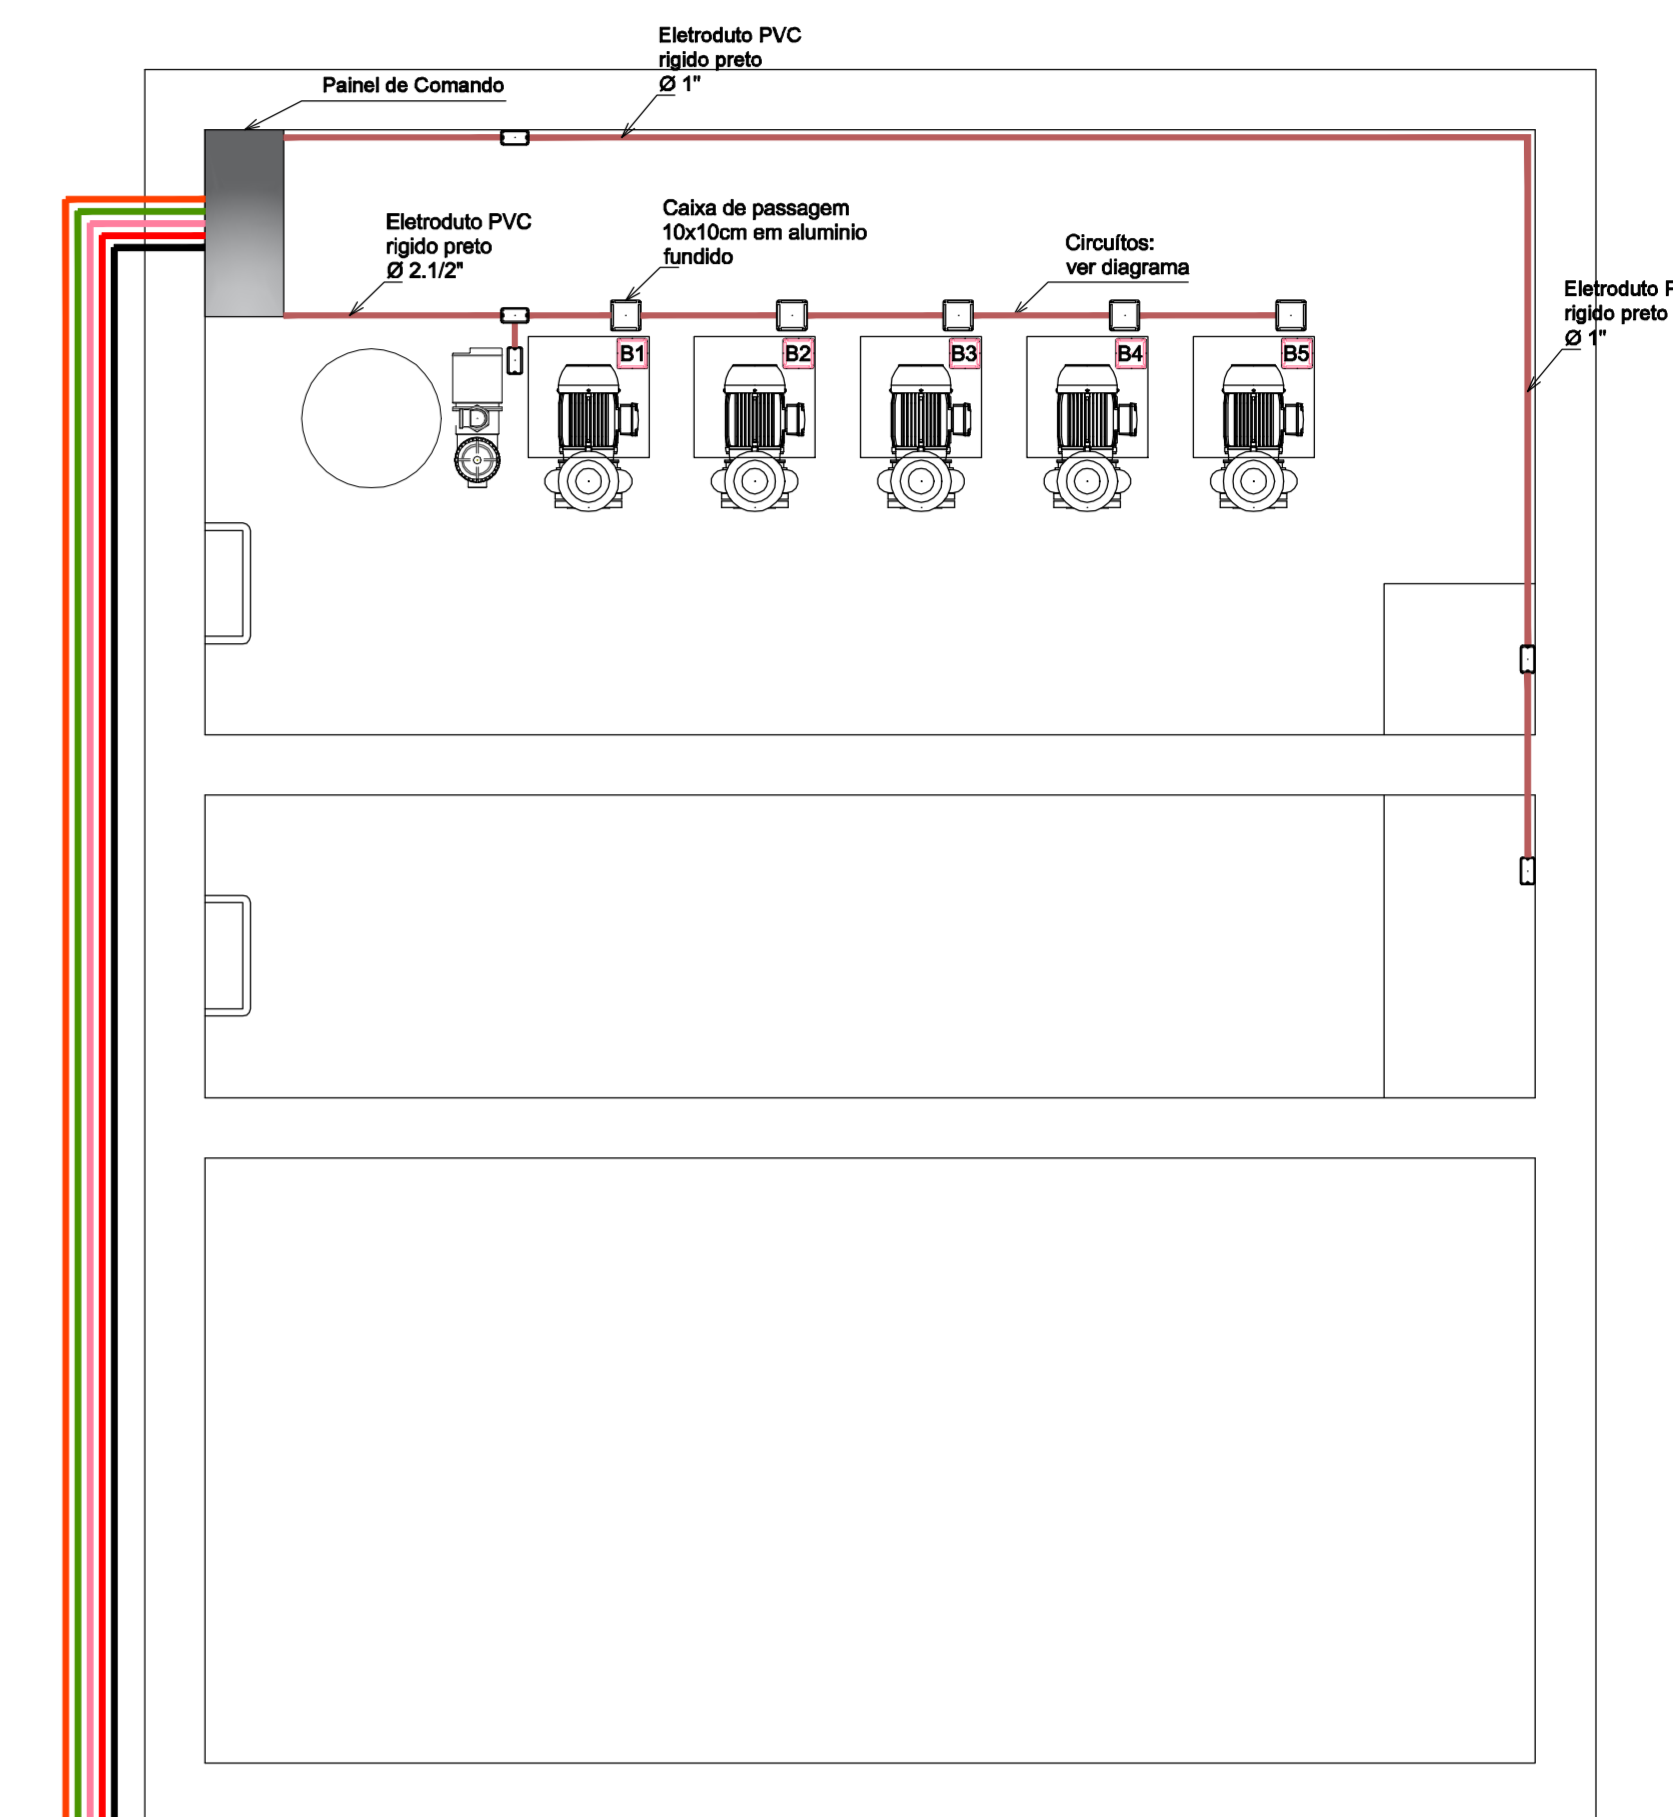 Eletroduto PVC
rigido preto
Ø 1"
Painel de Comando
Eletroduto PVC
rigido preto
Ø 2.1/2"
Caixa de passagem
10x10cm em aluminio
fundido
Circuítos:
ver diagrama
Eletroduto P
rigido preto
Ø 1"
B1
B2
B3
B4
B5